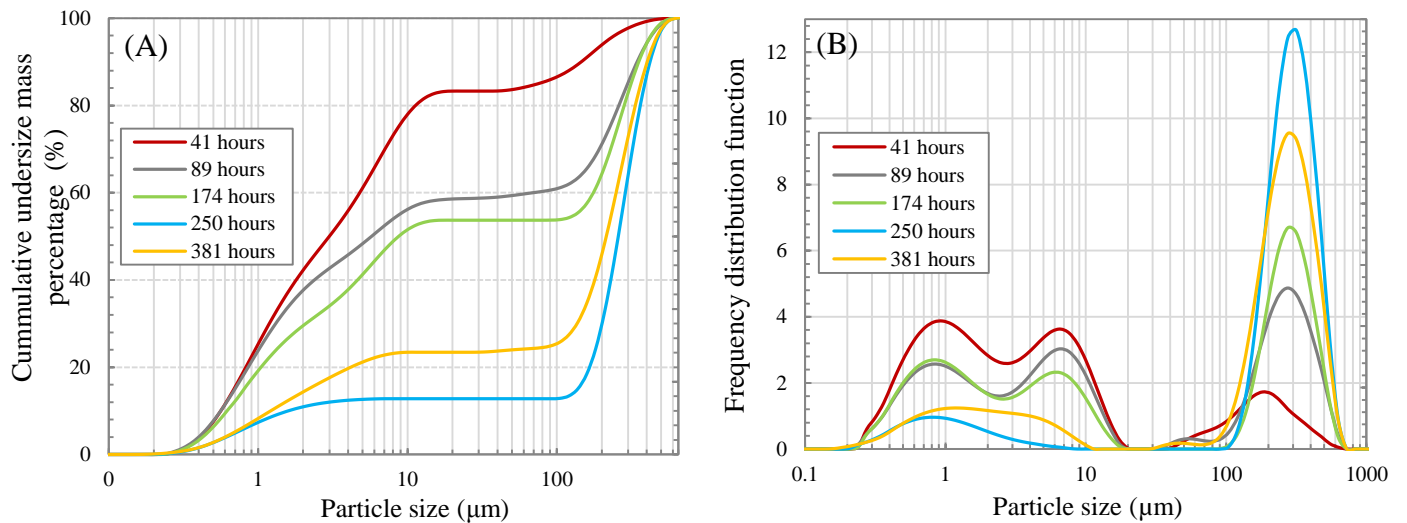 (A)
Cummulative undersize mass
percentage (%)
100
80
60
40
20
0
41 hours
89 hours
174 hours
250 hours
381 hours
0 1 10 100
Particle size (µm)
(B)
Frequency distribution function
12
10
8
6
4
2
0
41 hours
89 hours
174 hours
250 hours
381 hours
0.1 1 10 100 1000
Particle size (µm)